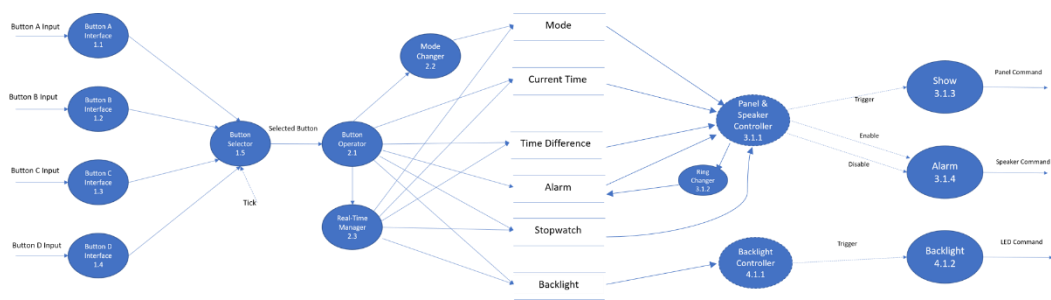 Button A Input
Button A
Interface
1.1
Button B Input
Button B
Interface
1.2
Button C Input
Button C
Interface
1.3
Button D Input
Button D
Interface
1.4
Button
Selector
1.5
Tick
Selected Button
Button
Operator
2.1
Mode
Changer
2.2
Real-Time
Manager
2.3
Mode
Current Time
Time Difference
Alarm
Stopwatch
Backlight
Panel &
Speaker
Controller
3.1.1
Ring
Changer
3.1.2
Backlight
Controller
4.1.1
Trigger
Enable
Disable
Trigger
Show
3.1.3
Panel Command
Alarm
3.1.4
Speaker Command
Backlight
4.1.2
LED Command